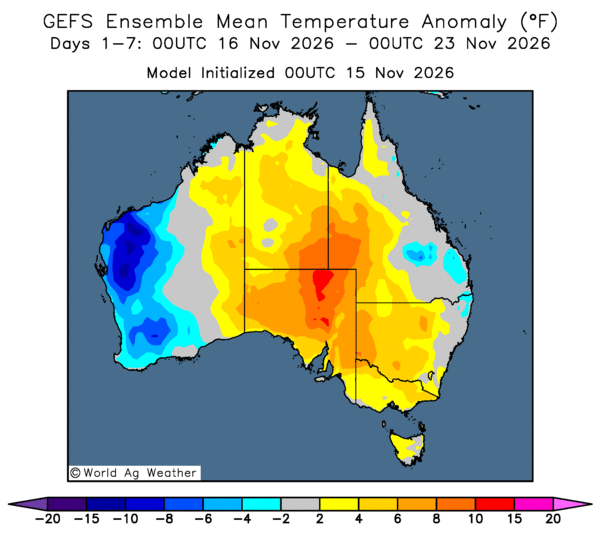 GEFS Ensemble Mean Temperature Anomaly (°F)
Days 1-7: 00UTC 16 Nov 2026 - 00UTC 23 Nov 2026
Model Initialized 00UTC 15 Nov 2026
© World Ag Weather
-20 -15 -10 -8 -6 -4 -2 2 4 6 8 10 15 20